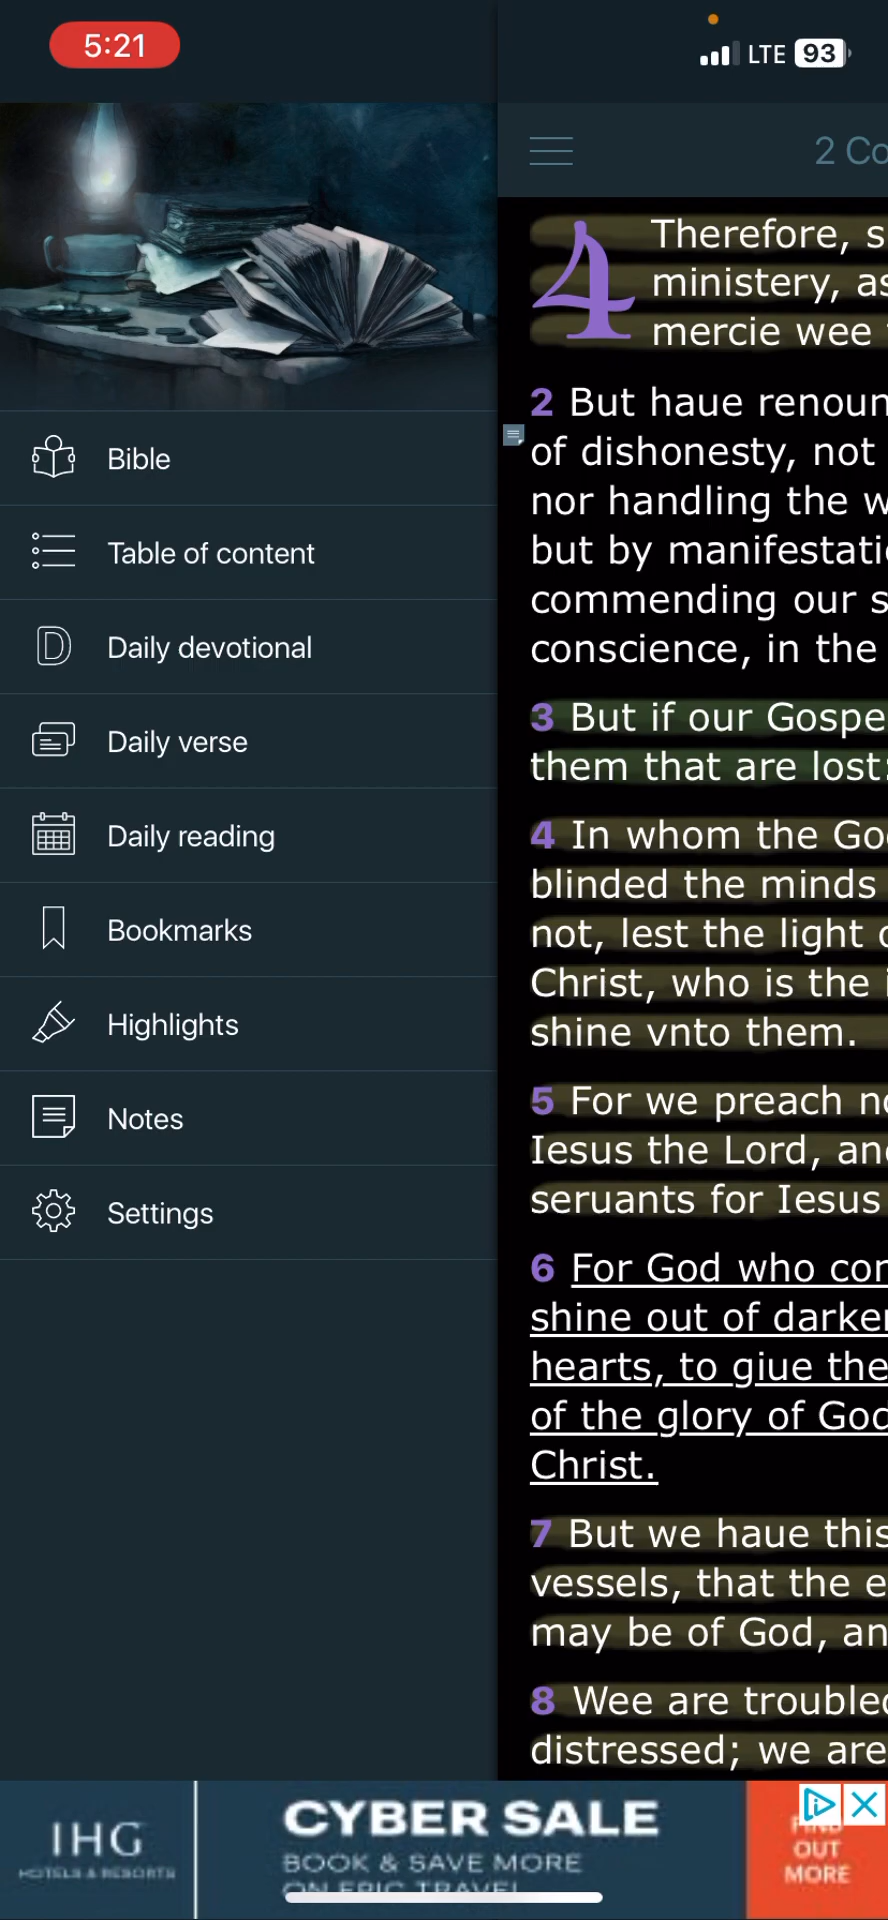 5:21
LTE 93
Bible
Table of content
Daily devotional
Daily verse
Daily reading
Bookmarks
Highlights
Notes
Settings
2 Co
4 Therefore, s
ministery, as
mercie wee
2 But haue renoun
of dishonesty, not
nor handling the w
but by manifestati
commending our s
conscience, in the
3 But if our Gospe
them that are lost:
4 In whom the Go
blinded the minds
not, lest the light
Christ, who is the
shine vnto them.
5 For we preach no
Iesus the Lord, an
seruants for Iesus
6 For God who co
shine out of darke
hearts, to giue the
of the glory of Go
Christ.
7 But we haue this
vessels, that the e
may be of God, an
8 Wee are trouble
distressed; we are
IHG
HOTELS & RESORTS
CYBER SALE
BOOK & SAVE MORE
ON EPIC TRAVEL
FIND
OUT
MORE